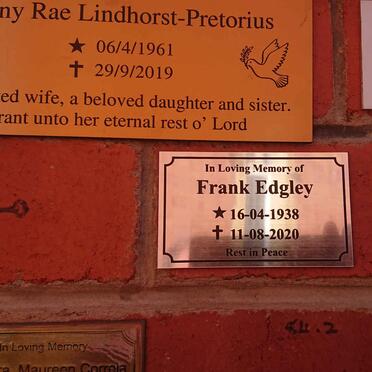 ny Rae Lindhorst-Pretorius
★ 06/4/1961
✝ 29/9/2019
ed wife, a beloved daughter and sister.
rant unto her eternal rest o' Lord
In Loving Memory of
Frank Edgley
★ 16-04-1938
✝ 11-08-2020
Rest in Peace
In Loving Memory
Maureen Correia